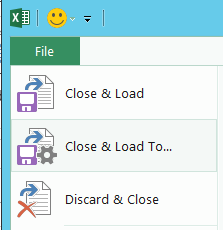 File
Close & Load
Close & Load To...
Discard & Close